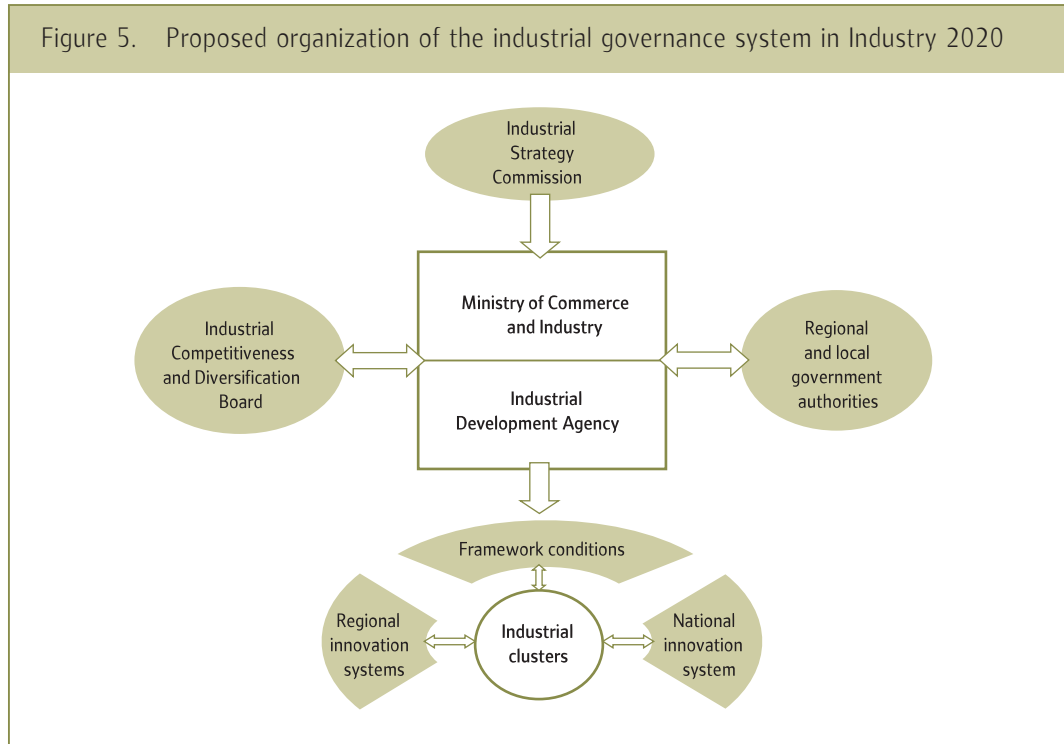 Figure 5. Proposed organization of the industrial governance system in Industry 2020
Industrial
Strategy
Commission
Ministry of Commerce
and Industry
Industrial
Competitiveness
and Diversification
Board
Regional
and local
government
authorities
Industrial
Development Agency
Framework conditions
Regional
innovation
systems
Industrial
clusters
National
innovation
system